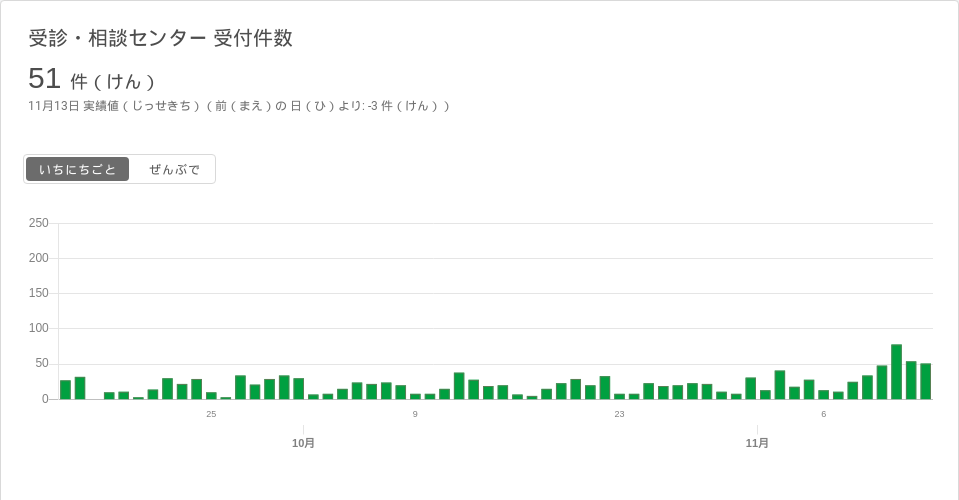 受診・相談センター 受付件数
51 件 ( けん )
11月13日 実績値 ( じっせきち ) ( 前 ( まえ ) の 日 ( ひ ) より: -3 件 ( けん ) )
いちにちごと ぜんぶで
250
200
150
100
50
0
25 9 23 6
10月 11月